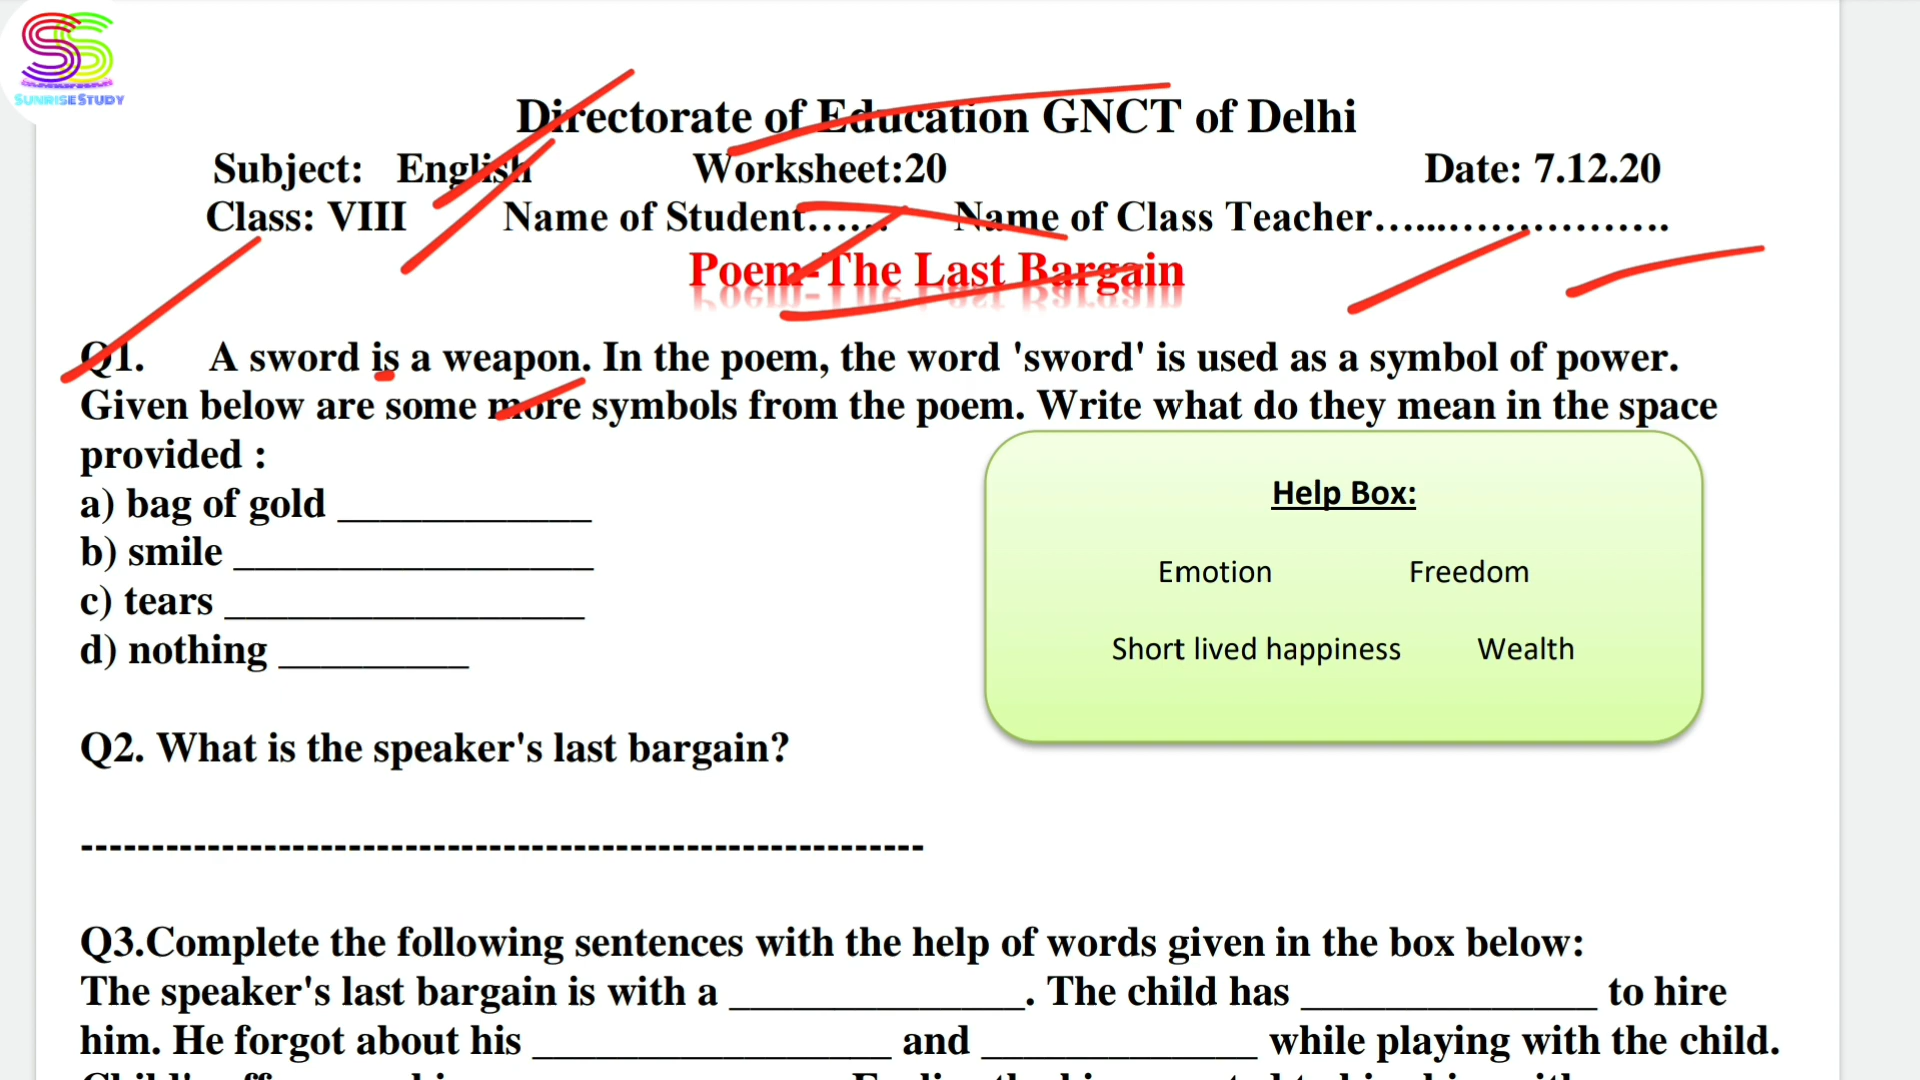 SUNRISE STUDY
Directorate of Education GNCT of Delhi
Subject: English Worksheet:20 Date: 7.12.20
Class: VIII Name of Student……. Name of Class Teacher…...…………….
Poem-The Last Bargain
Q1. A sword is a weapon. In the poem, the word 'sword' is used as a symbol of power.
Given below are some more symbols from the poem. Write what do they mean in the space
provided :
a) bag of gold ____________
b) smile _________________
c) tears _________________
d) nothing _________
Help Box:
Emotion Freedom
Short lived happiness Wealth
Q2. What is the speaker's last bargain?
------------------------------------------------------------
Q3.Complete the following sentences with the help of words given in the box below:
The speaker's last bargain is with a ______________. The child has ______________ to hire
him. He forgot about his _________________ and _____________ while playing with the child.